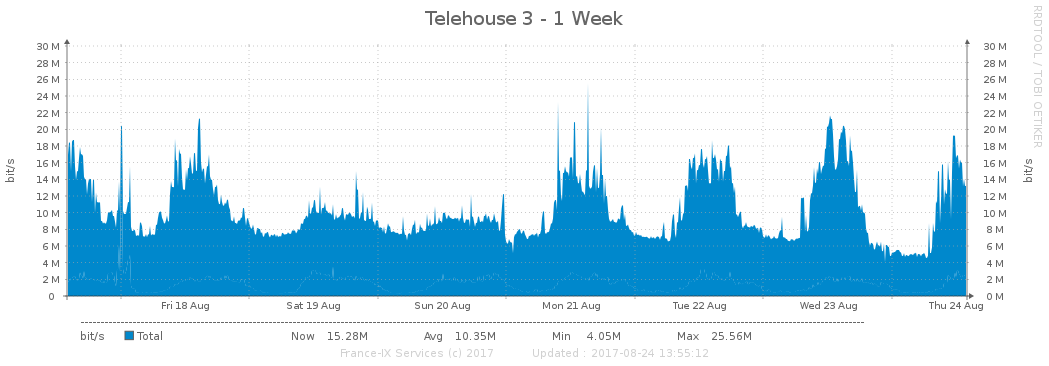 Telehouse 3 - 1 Week
RRDTOOL / TOBI OETIKER
bit/s
30 M 30 M
28 M 28 M
26 M 26 M
24 M 24 M
22 M 22 M
20 M 20 M
18 M 18 M
16 M 16 M
14 M 14 M
12 M 12 M
10 M 10 M
8 M 8 M
6 M 6 M
4 M 4 M
2 M 2 M
0 0 M
bit/s
Fri 18 Aug Sat 19 Aug Sun 20 Aug Mon 21 Aug Tue 22 Aug Wed 23 Aug Thu 24 Aug
bit/s Total Now 15.28M Avg 10.35M Min 4.05M Max 25.56M
France-IX Services (c) 2017 Updated : 2017-08-24 13:55:12